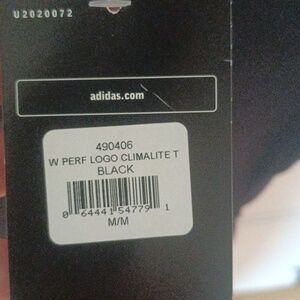 U2020072
adidas.com
490406
W PERF LOGO CLIMALITE T
BLACK
0 64441 54779 1
M/M